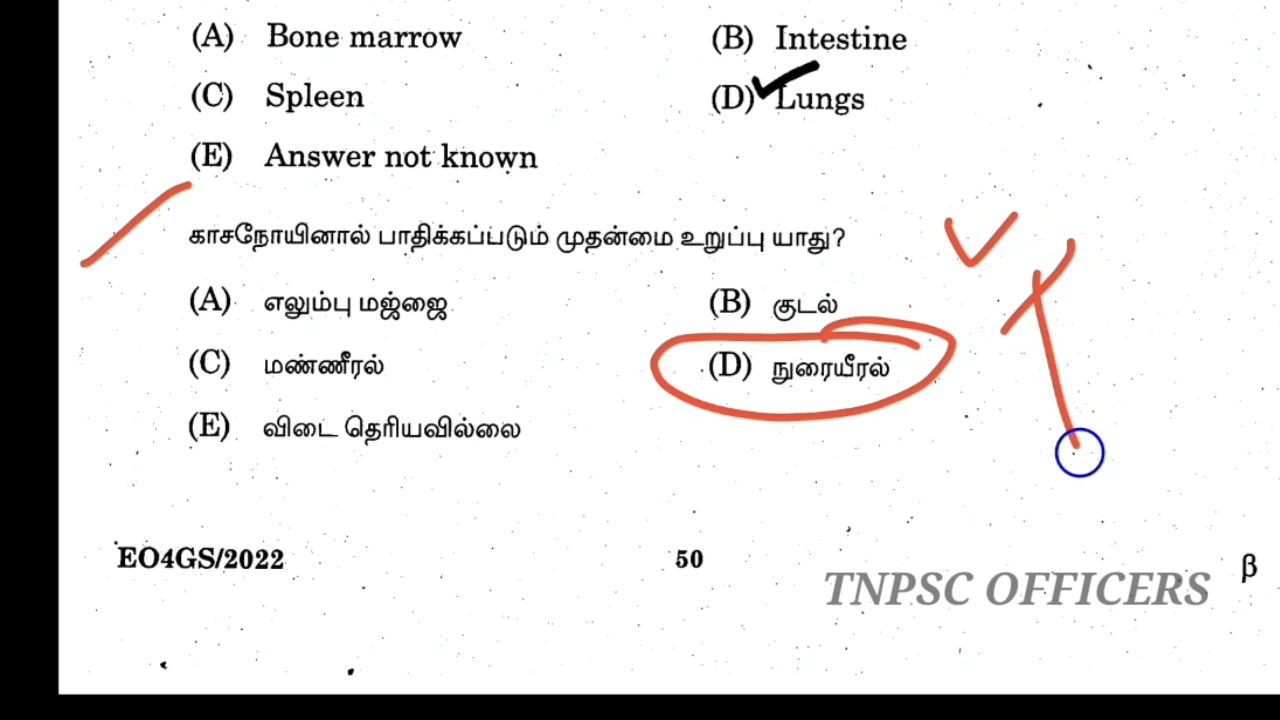 (A) Bone marrow (B) Intestine
(C) Spleen (D) Lungs
(E) Answer not known
காசநோயினால் பாதிக்கப்படும் முதன்மை உறுப்பு யாது?
(A) எலும்பு மஜ்ஜை (B) குடல்
(C) மண்ணீரல் (D) நுரையீரல்
(E) விடை தெரியவில்லை
EO4GS/2022 50 β
TNPSC OFFICERS